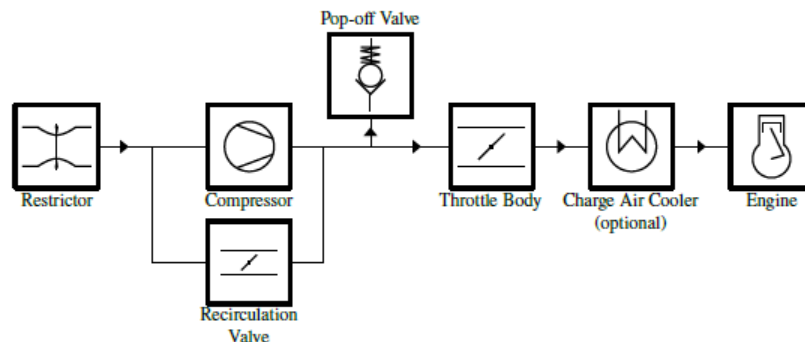 Pop-off Valve
Restrictor
Compressor
Throttle Body
Charge Air Cooler
(optional)
Engine
Recirculation
Valve